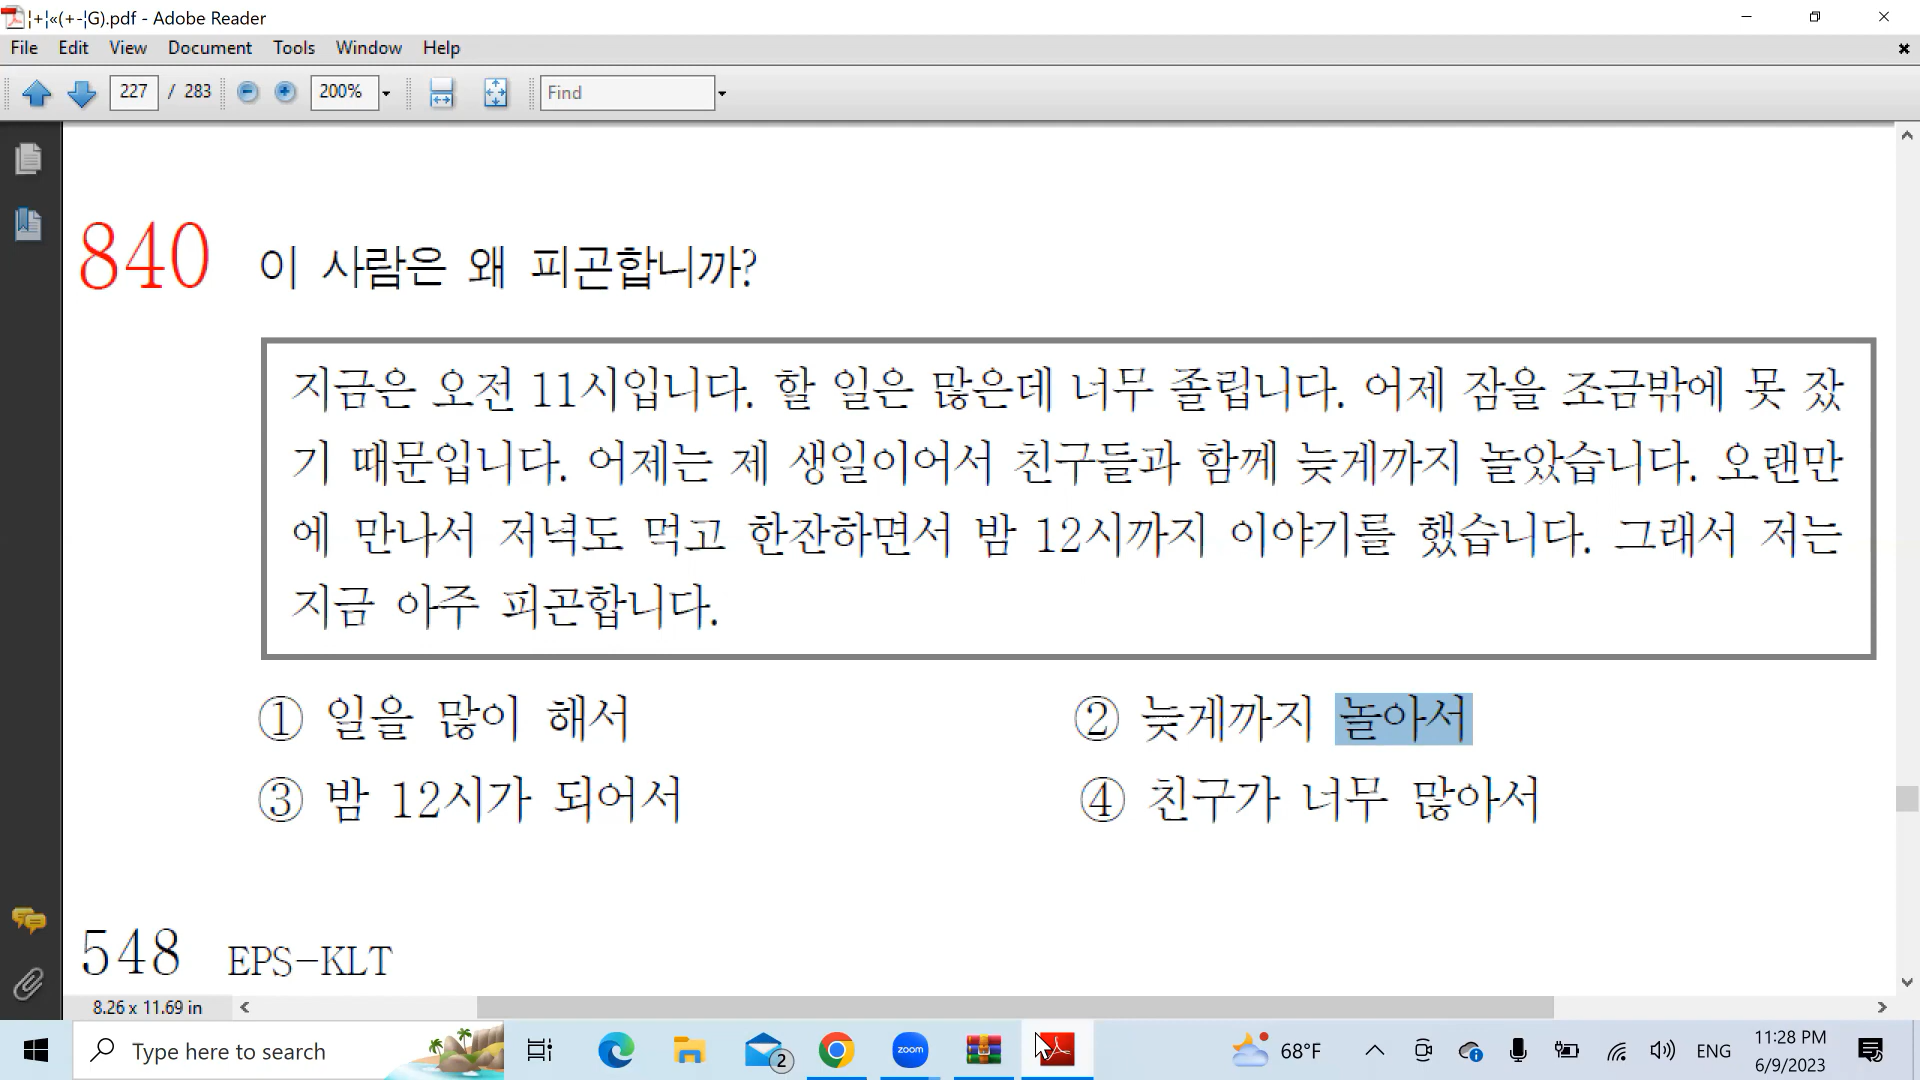 ¦+¦«(+-¦G).pdf - Adobe Reader
File Edit View Document Tools Window Help
227 / 283 200% Find
840 이 사람은 왜 피곤합니까?
지금은 오전 11시입니다. 할 일은 많은데 너무 졸립니다. 어제 잠을 조금밖에 못 잤
기 때문입니다. 어제는 제 생일이어서 친구들과 함께 늦게까지 놀았습니다. 오랜만
에 만나서 저녁도 먹고 한잔하면서 밤 12시까지 이야기를 했습니다. 그래서 저는
지금 아주 피곤합니다.
① 일을 많이 해서 ② 늦게까지 놀아서
③ 밤 12시가 되어서 ④ 친구가 너무 많아서
548 EPS-KLT
8.26 x 11.69 in
Type here to search 2 zoom 68°F ENG 11:28 PM
6/9/2023